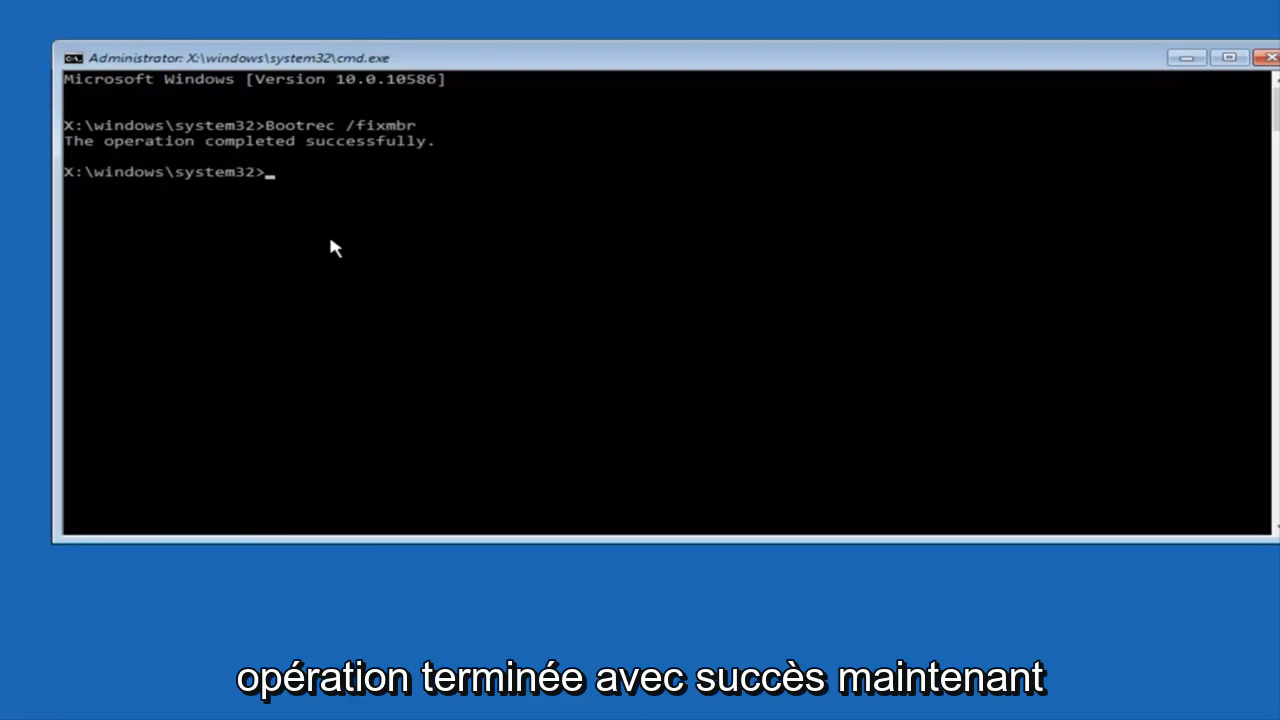 Administrator: X:\windows\system32\cmd.exe
Microsoft Windows [Version 10.0.10586]
X:\windows\system32>Bootrec /fixmbr
The operation completed successfully.
X:\windows\system32>_
opération terminée avec succès maintenant